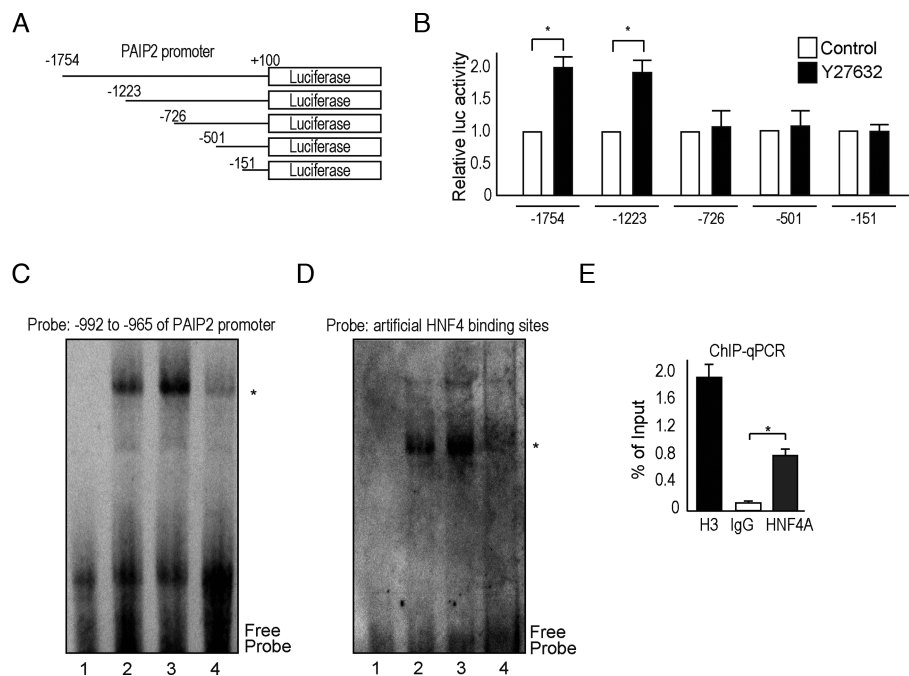 A
PAIP2 promoter
-1754
+100
Luciferase
-1223
Luciferase
-726
Luciferase
-501
Luciferase
-151
Luciferase
B
Relative luc activity
2.0
1.5
1.0
0.5
0
*
*
Control
Y27632
-1754
-1223
-726
-501
-151
C
Probe: -992 to -965 of PAIP2 promoter
*
Free
Probe
1 2 3 4
D
Probe: artificial HNF4 binding sites
*
Free
Probe
1 2 3 4
E
ChIP-qPCR
% of Input
2.0
1.6
1.2
0.8
0.4
0
*
H3 IgG HNF4A